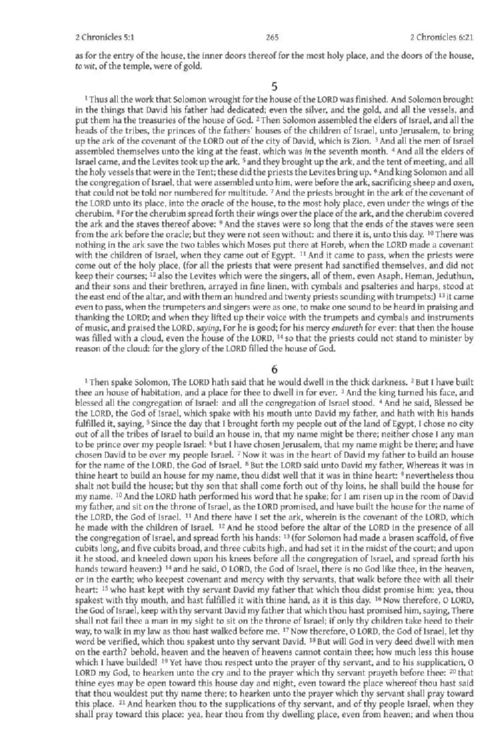 2 Chronicles 5:1 265 2 Chronicles 6:21
as for the entry of the house, the inner doors thereof for the most holy place, and the doors of the house,
to wit, of the temple, were of gold.
5
1 Thus all the work that Solomon wrought for the house of the LORD was finished. And Solomon brought
in the things that David his father had dedicated; even the silver, and the gold, and all the vessels, and
put them ha the treasuries of the house of God. 2 Then Solomon assembled the elders of Israel, and all the
heads of the tribes, the princes of the fathers' houses of the children of Israel, unto Jerusalem, to bring
up the ark of the covenant of the LORD out of the city of David, which is Zion. 3 And all the men of Israel
assembled themselves unto the king at the feast, which was in the seventh month. 4 And all the elders of
Israel came, and the Levites took up the ark. 5 and they brought up the ark, and the tent of meeting, and all
the holy vessels that were in the Tent; these did the priests the Levites bring up. 6 And king Solomon and all
the congregation of Israel, that were assembled unto him, were before the ark, sacrificing sheep and oxen,
that could not be told nor numbered for multitude. 7 And the priests brought in the ark of the covenant of
the LORD unto its place, into the oracle of the house, to the most holy place, even under the wings of the
cherubim. 8 For the cherubim spread forth their wings over the place of the ark, and the cherubim covered
the ark and the staves thereof above: 9 And the staves were so long that the ends of the staves were seen
from the ark before the oracle; but they were not seen without: and there it is, unto this day. 10 There was
nothing in the ark save the two tables which Moses put there at Horeb, when the LORD made a covenant
with the children of Israel, when they came out of Egypt. 11 And it came to pass, when the priests were
come out of the holy place, (for all the priests that were present had sanctified themselves, and did not
keep their courses; 12 also the Levites which were the singers, all of them, even Asaph, Heman, Jeduthun,
and their sons and their brethren, arrayed in fine linen, with cymbals and psalteries and harps, stood at
the east end of the altar, and with them an hundred and twenty priests sounding with trumpets:) 13 it came
even to pass, when the trumpeters and singers were as one, to make one sound to be heard in praising and
thanking the LORD; and when they lifted up their voice with the trumpets and cymbals and instruments
of music, and praised the LORD, saying, For he is good; for his mercy endureth for ever: that then the house
was filled with a cloud, even the house of the LORD, 14 so that the priests could not stand to minister by
reason of the cloud: for the glory of the LORD filled the house of God.
6
1 Then spake Solomon, The LORD hath said that he would dwell in the thick darkness. 2 But I have built
thee an house of habitation, and a place for thee to dwell in for ever. 3 And the king turned his face, and
blessed all the congregation of Israel: and all the congregation of Israel stood. 4 And he said, Blessed be
the LORD, the God of Israel, which spake with his mouth unto David my father, and hath with his hands
fulfilled it, saying, 5 Since the day that I brought forth my people out of the land of Egypt, I chose no city
out of all the tribes of Israel to build an house in, that my name might be there; neither chose I any man
to be prince over my people Israel: 6 but I have chosen Jerusalem, that my name might be there; and have
chosen David to be over my people Israel. 7 Now it was in the heart of David my father to build an house
for the name of the LORD, the God of Israel. 8 But the LORD said unto David my father, Whereas it was in
thine heart to build an house for my name, thou didst well that it was in thine heart: 9 nevertheless thou
shalt not build the house; but thy son that shall come forth out of thy loins, he shall build the house for
my name. 10 And the LORD hath performed his word that he spake; for I am risen up in the room of David
my father, and sit on the throne of Israel, as the LORD promised, and have built the house for the name of
the LORD, the God of Israel. 11 And there have I set the ark, wherein is the covenant of the LORD, which
he made with the children of Israel. 12 And he stood before the altar of the LORD in the presence of all
the congregation of Israel, and spread forth his hands: 13 (for Solomon had made a brasen scaffold, of five
cubits long, and five cubits broad, and three cubits high, and had set it in the midst of the court; and upon
it he stood, and kneeled down upon his knees before all the congregation of Israel, and spread forth his
hands toward heaven:) 14 and he said, O LORD, the God of Israel, there is no God like thee, in the heaven,
or in the earth; who keepest covenant and mercy with thy servants, that walk before thee with all their
heart: 15 who hast kept with thy servant David my father that which thou didst promise him: yea, thou
spakest with thy mouth, and hast fulfilled it with thine hand, as it is this day. 16 Now therefore, O LORD,
the God of Israel, keep with thy servant David my father that which thou hast promised him, saying, There
shall not fail thee a man in my sight to sit on the throne of Israel; if only thy children take heed to their
way, to walk in my law as thou hast walked before me. 17 Now therefore, O LORD, the God of Israel, let thy
word be verified, which thou spakest unto thy servant David. 18 But will God in very deed dwell with men
on the earth? behold, heaven and the heaven of heavens cannot contain thee; how much less this house
which I have builded! 19 Yet have thou respect unto the prayer of thy servant, and to his supplication, O
LORD my God, to hearken unto the cry and to the prayer which thy servant prayeth before thee: 20 that
thine eyes may be open toward this house day and night, even toward the place whereof thou hast said
that thou wouldest put thy name there; to hearken unto the prayer which thy servant shall pray toward
this place. 21 And hearken thou to the supplications of thy servant, and of thy people Israel, when they
shall pray toward this place: yea, hear thou from thy dwelling place, even from heaven; and when thou